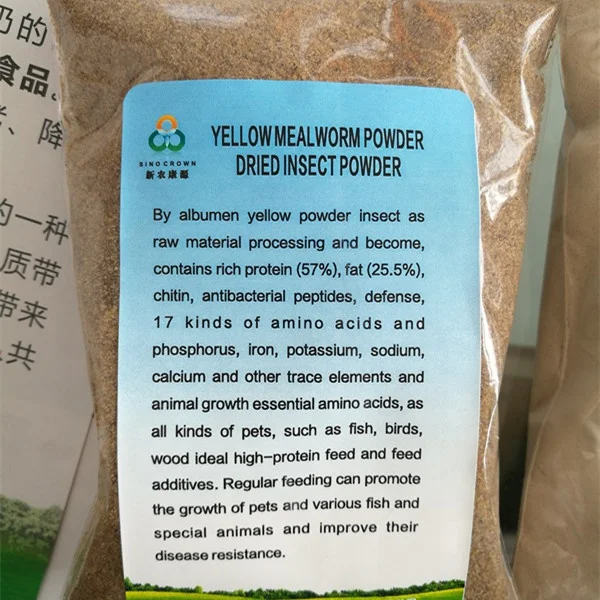 奶的
食品。
、降
的一种
质带
带来
共
SINO CROWN
新农康源
YELLOW MEALWORM POWDER
DRIED INSECT POWDER
By albumen yellow powder insect as
raw material processing and become,
contains rich protein (57%), fat (25.5%),
chitin, antibacterial peptides, defense,
17 kinds of amino acids and
phosphorus, iron, potassium, sodium,
calcium and other trace elements and
animal growth essential amino acids, as
all kinds of pets, such as fish, birds,
wood ideal high-protein feed and feed
additives. Regular feeding can promote
the growth of pets and various fish and
special animals and improve their
disease resistance.